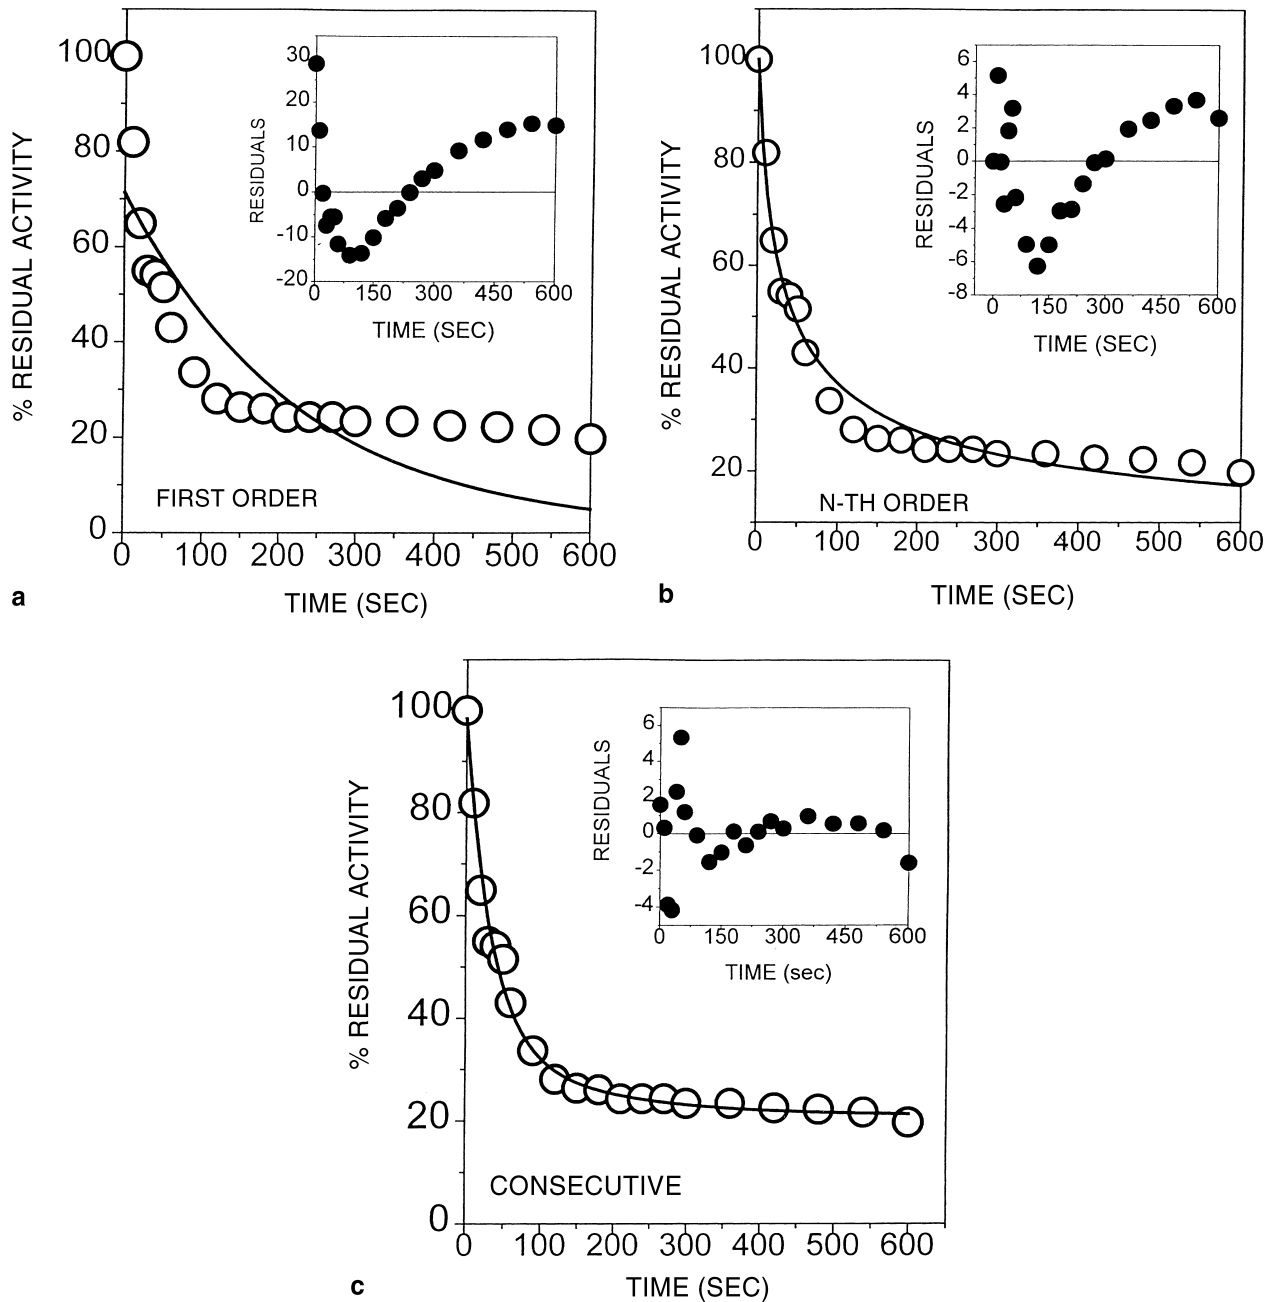 100
80
60
40
20
0
0 100 200 300 400 500 600
% RESIDUAL ACTIVITY
TIME (SEC)
FIRST ORDER
30
20
10
0
-10
-20
0 150 300 450 600
RESIDUALS
TIME (SEC)
a
100
80
60
40
20
0 100 200 300 400 500 600
% RESIDUAL ACTIVITY
TIME (SEC)
N-TH ORDER
6
4
2
0
-2
-4
-6
-8
0 150 300 450 600
RESIDUALS
TIME (SEC)
b
100
80
60
40
20
0
0 100 200 300 400 500 600
% RESIDUAL ACTIVITY
TIME (SEC)
CONSECUTIVE
6
4
2
0
-2
-4
0 150 300 450 600
RESIDUALS
TIME (sec)
c